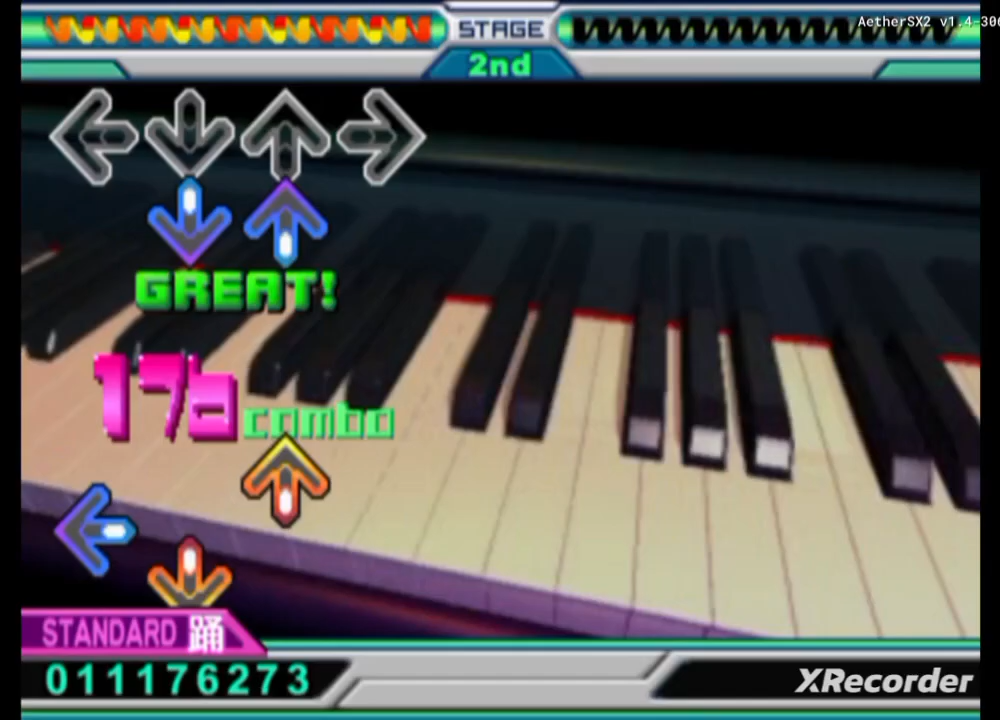 AetherSX2 v1.4-306
STAGE
2nd
GREAT!
176 combo
STANDARD 踊
011176273
XRecorder